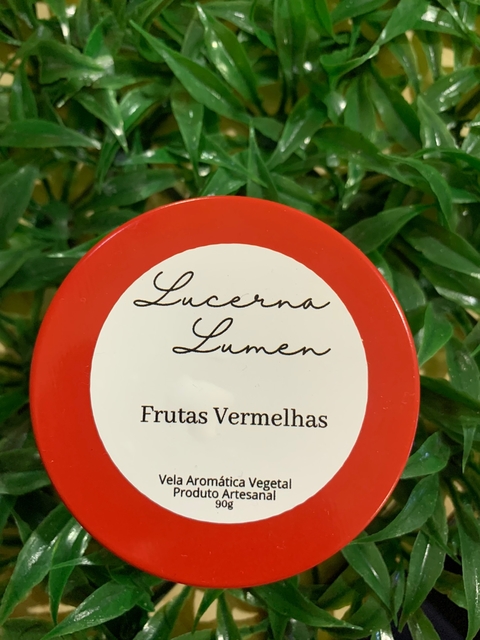 Lucerna
Lumen
Frutas Vermelhas
Vela Aromática Vegetal
Produto Artesanal
90g